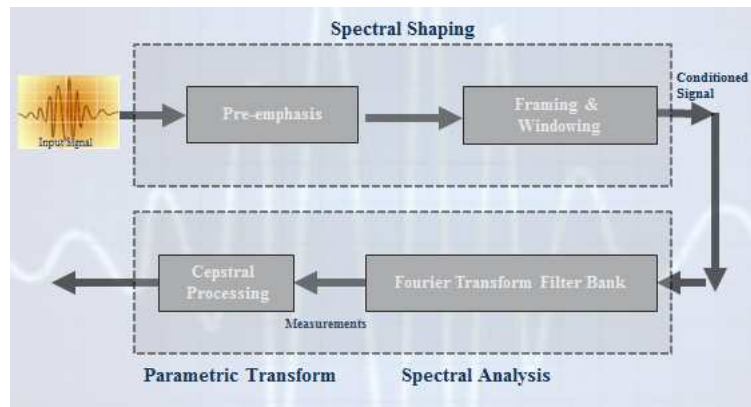 Spectral Shaping
Input Signal
Pre-emphasis
Framing &
Windowing
Conditioned
Signal
Cepstral
Processing
Measurements
Fourier Transform Filter Bank
Parametric Transform
Spectral Analysis